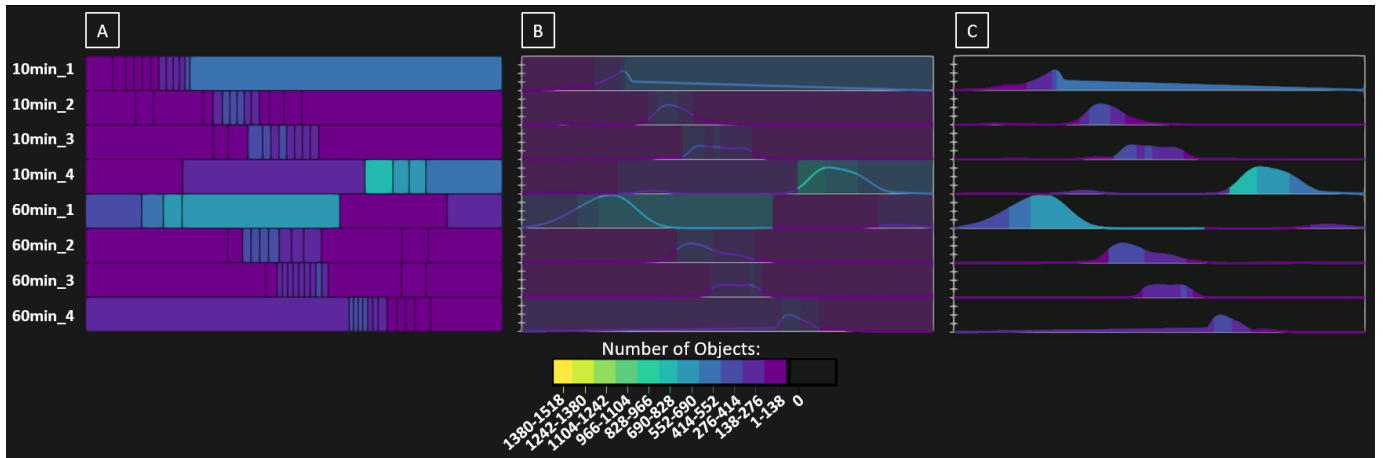 A
B
C
10min_1
10min_2
10min_3
10min_4
60min_1
60min_2
60min_3
60min_4
Number of Objects:
1380-1518
1242-1380
1104-1242
966-1104
828-966
690-828
552-690
414-552
276-414
138-276
1-138
0